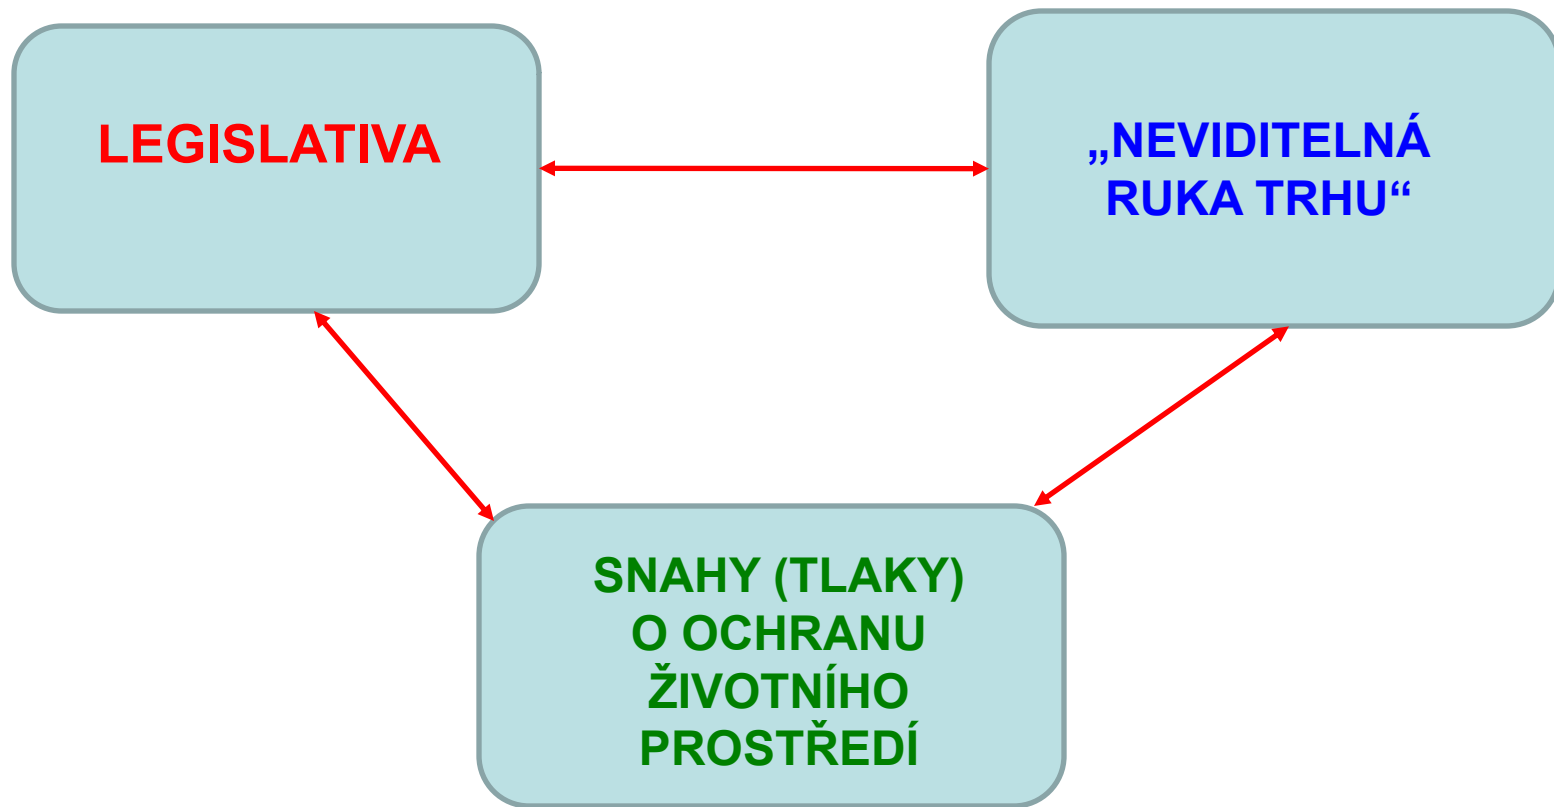 LEGISLATIVA
„NEVIDITELNÁ
RUKA TRHU“
SNAHY (TLAKY)
O OCHRANU
ŽIVOTNÍHO
PROSTŘEDÍ